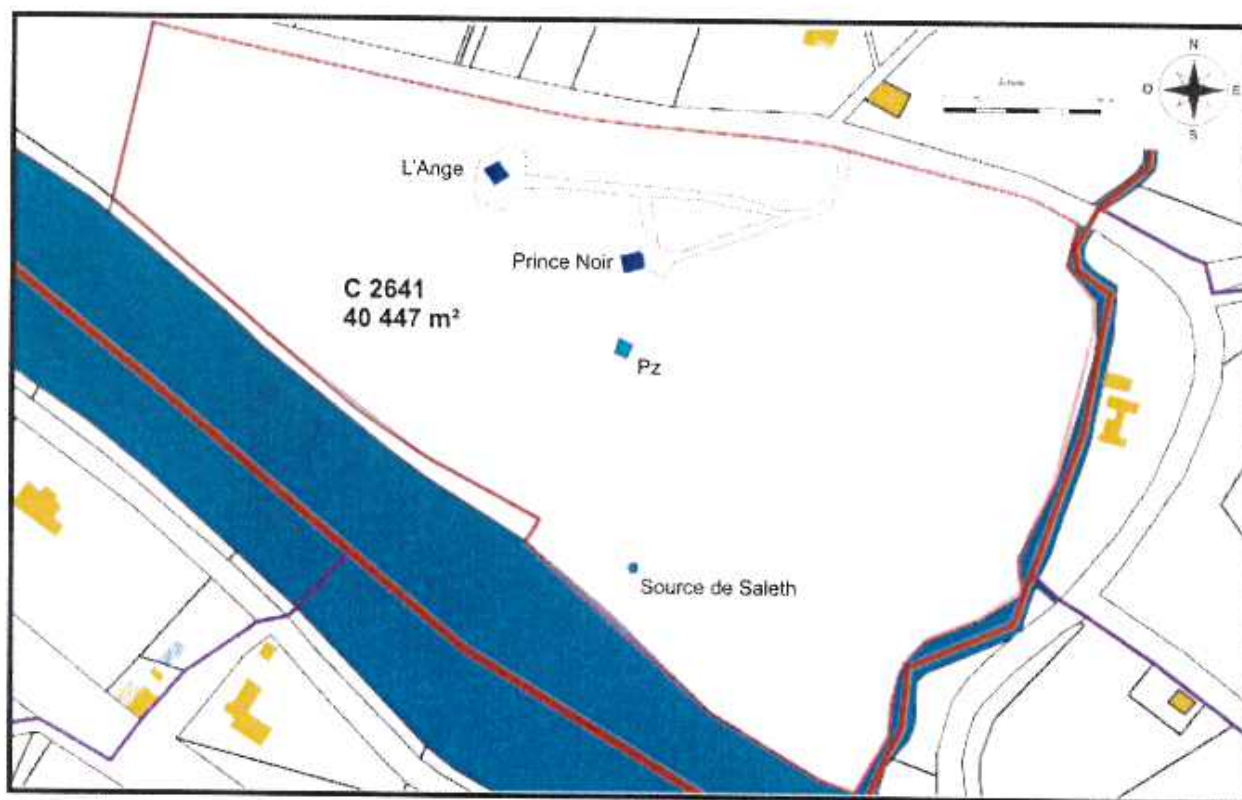 N
O E
S
L'Ange
Prince Noir
C 2641
40 447 m²
Pz
Source de Saleth